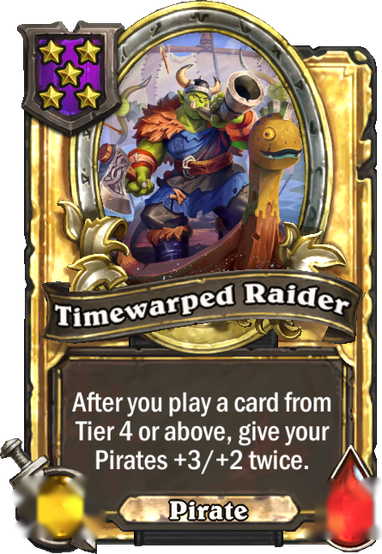 Timewarped Raider
After you play a card from
Tier 4 or above, give your
Pirates +3/+2 twice.
Pirate